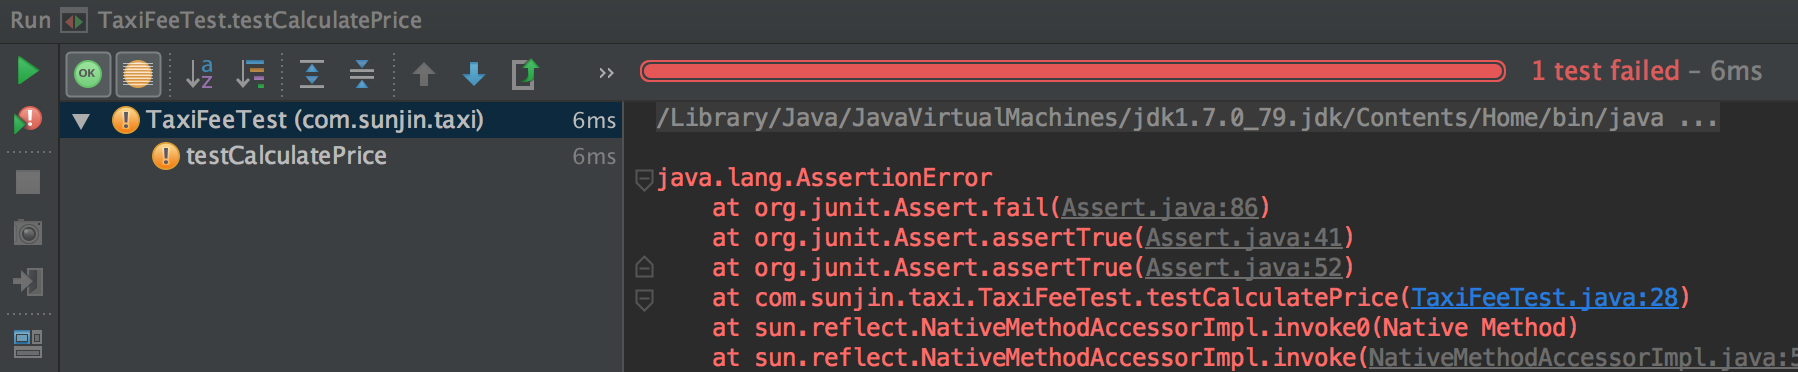 Run TaxiFeeTest.testCalculatePrice
OK a z » 1 test failed – 6ms
TaxiFeeTest (com.sunjin.taxi) 6ms
testCalculatePrice 6ms
/Library/Java/JavaVirtualMachines/jdk1.7.0_79.jdk/Contents/Home/bin/java ...
java.lang.AssertionError
at org.junit.Assert.fail(Assert.java:86)
at org.junit.Assert.assertTrue(Assert.java:41)
at org.junit.Assert.assertTrue(Assert.java:52)
at com.sunjin.taxi.TaxiFeeTest.testCalculatePrice(TaxiFeeTest.java:28)
at sun.reflect.NativeMethodAccessorImpl.invoke0(Native Method)
at sun.reflect.NativeMethodAccessorImpl.invoke(NativeMethodAccessorImpl.java:5